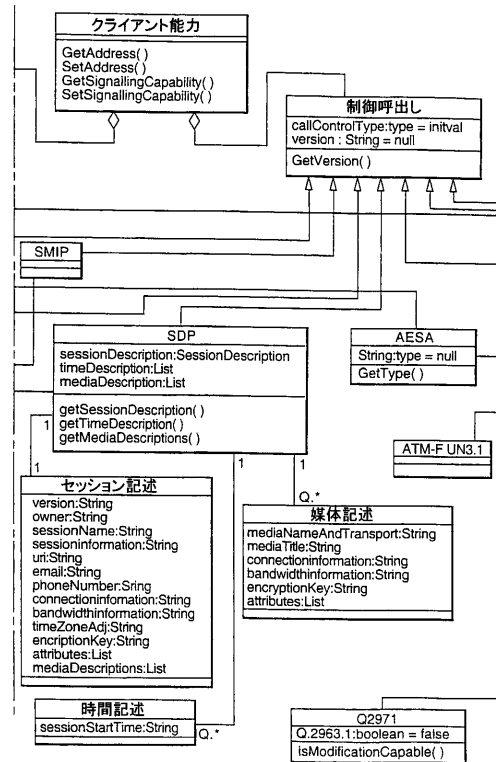 クライアント能力
GetAddress( )
SetAddress( )
GetSignallingCapability( )
SetSignallingCapability( )
制御呼出し
callControlType:type = initval
version : String = null
GetVersion( )
SMIP
SDP
sessionDescription:SessionDescription
timeDescription:List
mediaDescription:List
getSessionDescription( )
getTimeDescription( )
getMediaDescriptions( )
AESA
String:type = null
GetType( )
ATM-F UN3.1
1
1
1
1
Q.*
セッション記述
version:String
owner:String
sessionName:String
sessioninformation:String
uri:String
email:String
phoneNumber:Sring
connectioninfornation:String
bandwidthinformation:String
timeZoneAdj:String
encriptionKey:String
attributes:List
mediaDescriptions:List
媒体記述
mediaNameAndTransport:String
mediaTitle:String
connectioninformation:String
bandwidthinformation:String
encryptionKey:String
attributes:List
時間記述
sessionStartTime:String
Q.*
Q2971
Q.2963.1:boolean = false
isModificationCapable( )